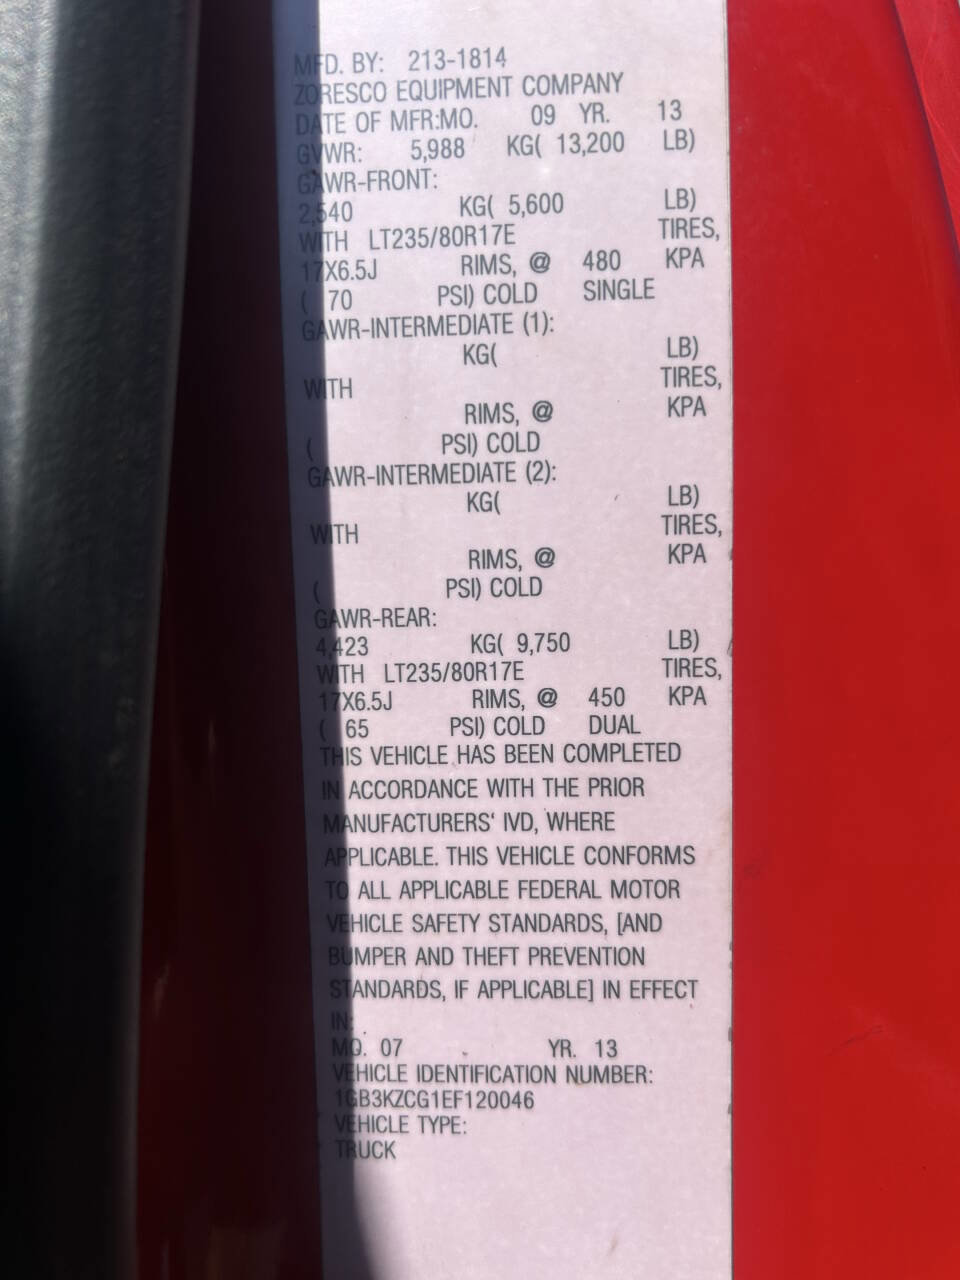 MFD. BY: 213-1814
ZORESCO EQUIPMENT COMPANY
DATE OF MFR:MO. 09 YR. 13
GVWR: 5,988 KG( 13,200 LB)
GAWR-FRONT:
2,540 KG( 5,600 LB)
WITH LT235/80R17E TIRES,
17X6.5J RIMS, @ 480 KPA
( 70 PSI) COLD SINGLE
GAWR-INTERMEDIATE (1):
KG( LB)
WITH TIRES,
RIMS, @ KPA
( PSI) COLD
GAWR-INTERMEDIATE (2):
KG( LB)
WITH TIRES,
RIMS, @ KPA
( PSI) COLD
GAWR-REAR:
4,423 KG( 9,750 LB)
WITH LT235/80R17E TIRES,
17X6.5J RIMS, @ 450 KPA
( 65 PSI) COLD DUAL
THIS VEHICLE HAS BEEN COMPLETED
IN ACCORDANCE WITH THE PRIOR
MANUFACTURERS' IVD, WHERE
APPLICABLE. THIS VEHICLE CONFORMS
TO ALL APPLICABLE FEDERAL MOTOR
VEHICLE SAFETY STANDARDS, [AND
BUMPER AND THEFT PREVENTION
STANDARDS, IF APPLICABLE] IN EFFECT
IN:
MO. 07 YR. 13
VEHICLE IDENTIFICATION NUMBER:
1GB3KZCG1EF120046
VEHICLE TYPE:
TRUCK